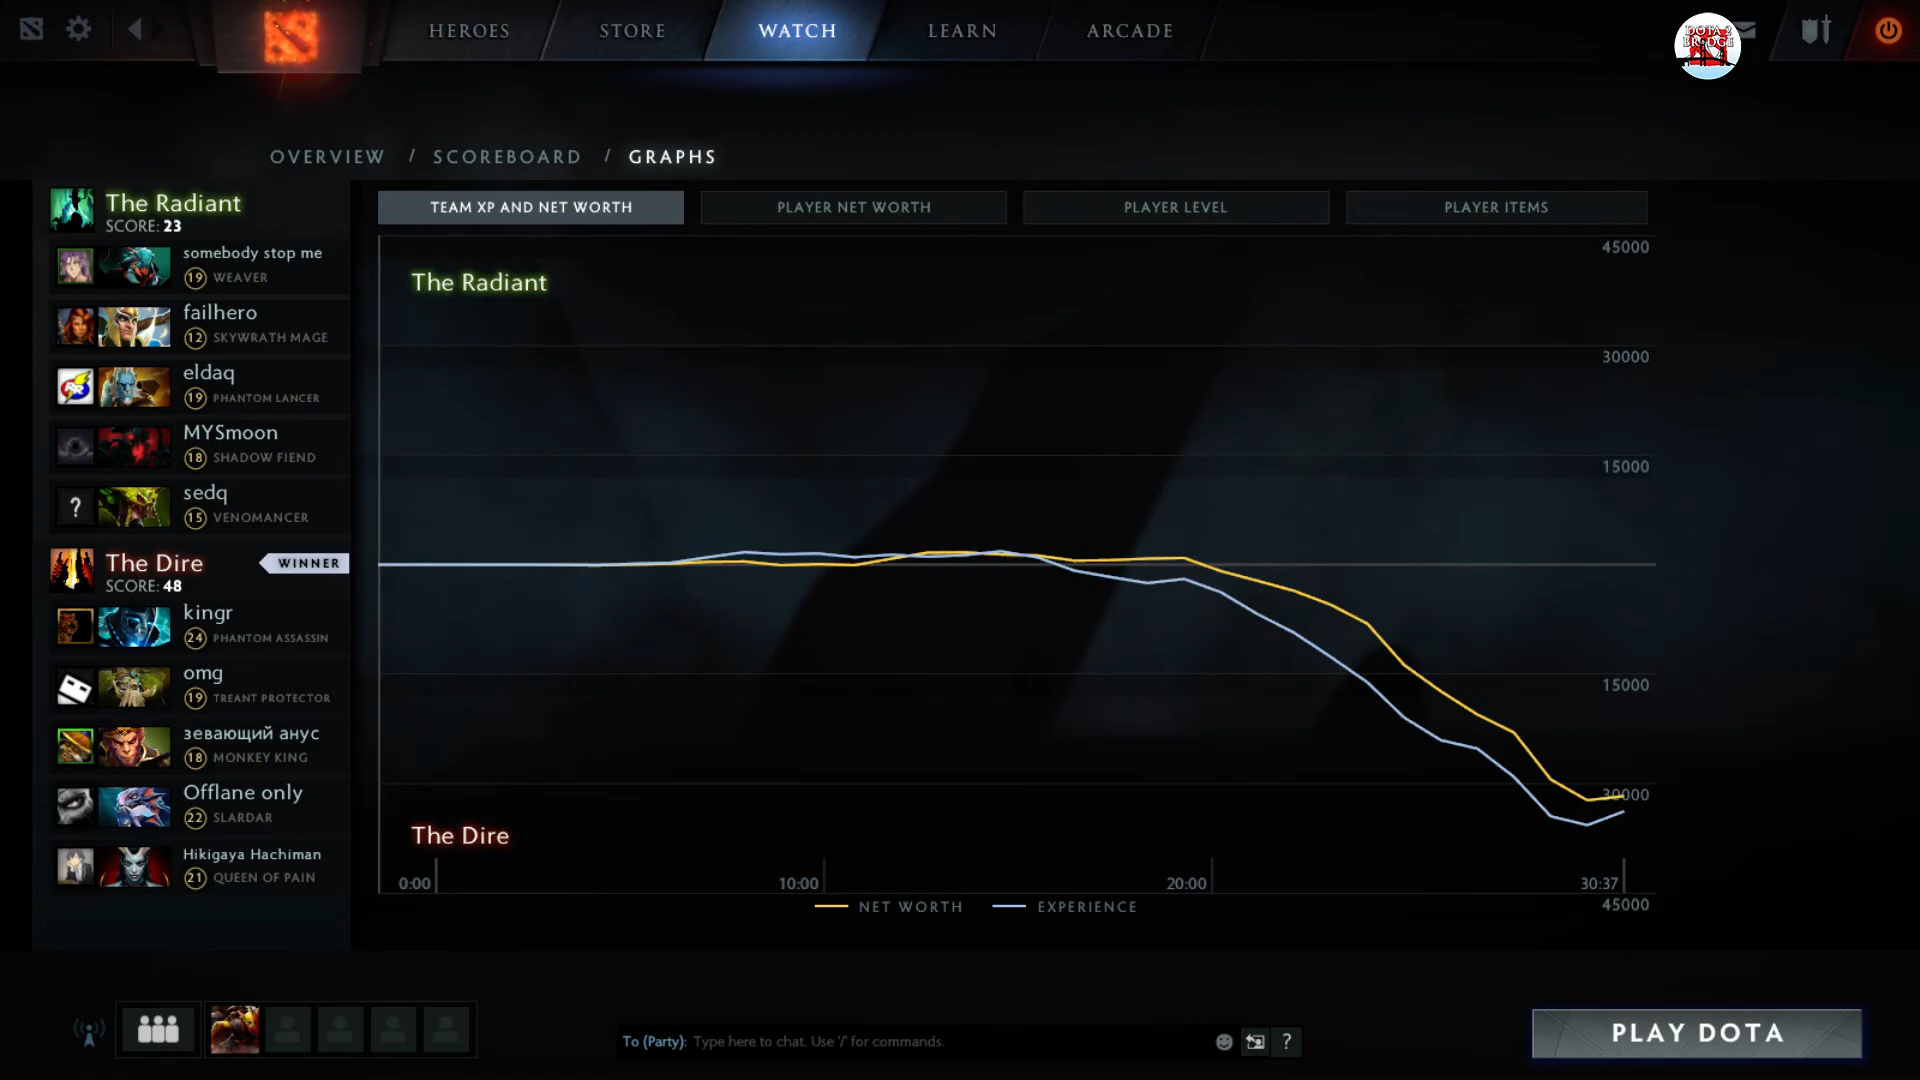 HEROES
STORE
WATCH
LEARN
ARCADE
DOTA 2
BRIDGE
OVERVIEW / SCOREBOARD / GRAPHS
The Radiant
SCORE: 23
somebody stop me
19 WEAVER
failhero
12 SKYWRATH MAGE
eldaq
19 PHANTOM LANCER
MYSmoon
18 SHADOW FIEND
?
sedq
15 VENOMANCER
The Dire
WINNER
SCORE: 48
kingr
24 PHANTOM ASSASSIN
omg
19 TREANT PROTECTOR
зевающий анус
18 MONKEY KING
Offlane only
22 SLARDAR
Hikigaya Hachiman
21 QUEEN OF PAIN
TEAM XP AND NET WORTH
PLAYER NET WORTH
PLAYER LEVEL
PLAYER ITEMS
45000
The Radiant
30000
15000
15000
30000
The Dire
0:00
10:00
20:00
30:37
45000
NET WORTH
EXPERIENCE
To (Party): Type here to chat. Use '/' for commands.
?
PLAY DOTA